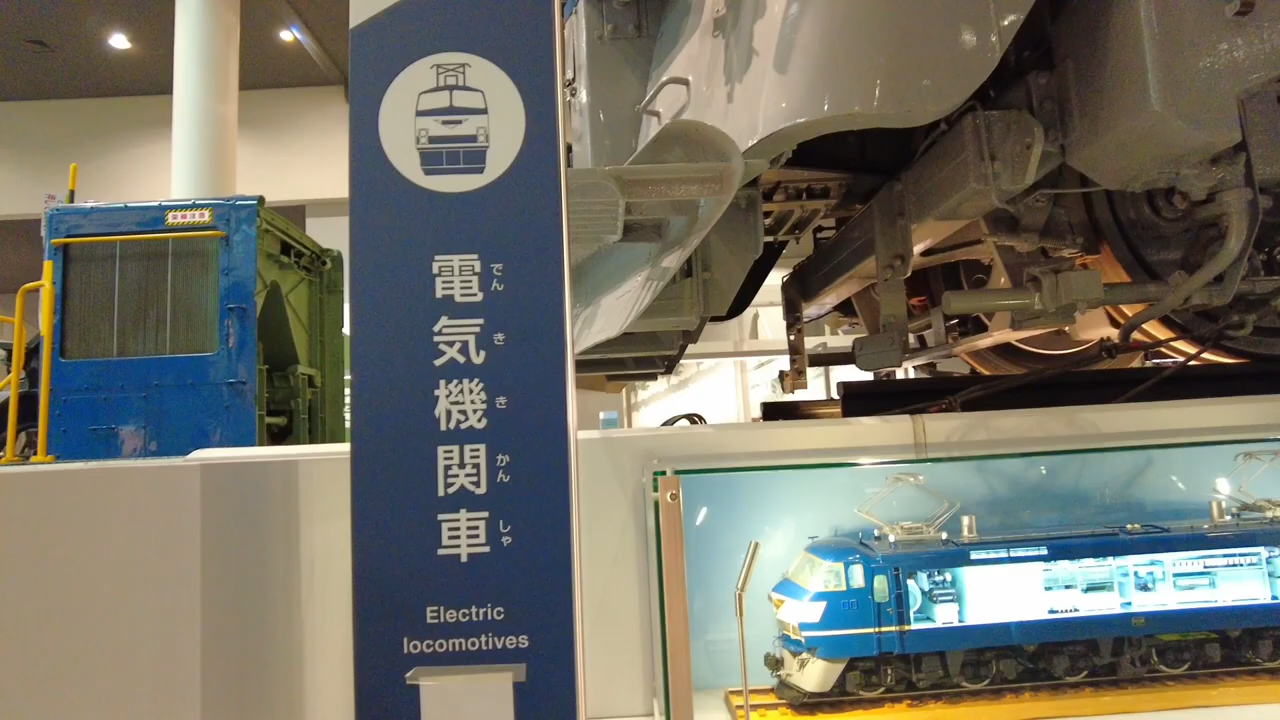 電気機関車
でん き き かん しゃ
Electric
locomotives